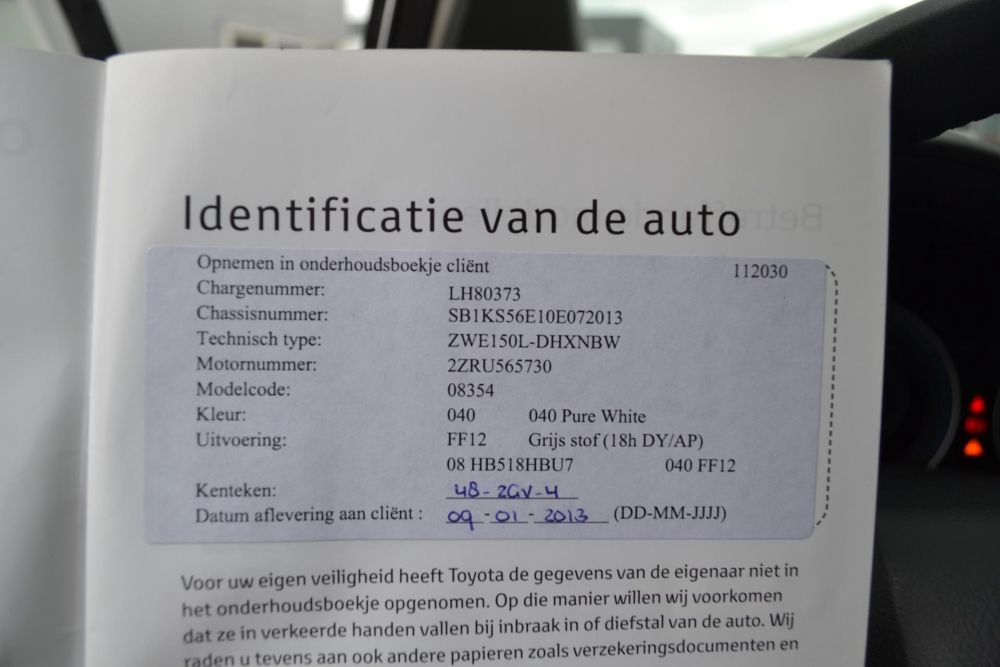 Identificatie van de auto
Opnemen in onderhoudsboekje cliënt 112030
Chargenummer: LH80373
Chassisnummer: SB1KS56E10E072013
Technisch type: ZWE150L-DHXNBW
Motornummer: 2ZRU565730
Modelcode: 08354
Kleur: 040 040 Pure White
Uitvoering: FF12 Grijs stof (18h DY/AP)
08 HB518HBU7 040 FF12
Kenteken: 48-ZGV-4
Datum aflevering aan cliënt : 09-01-2013 (DD-MM-JJJJ)
Voor uw eigen veiligheid heeft Toyota de gegevens van de eigenaar niet in
het onderhoudsboekje opgenomen. Op die manier willen wij voorkomen
dat ze in verkeerde handen vallen bij inbraak in of diefstal van de auto. Wij
raden u tevens aan ook andere papieren zoals verzekeringsdocumenten en